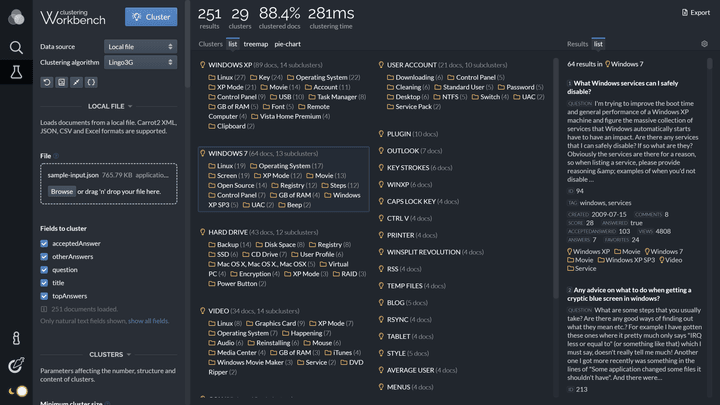 clustering
Workbench
Cluster
Data source
Local file
Clustering algorithm
Lingo3G
LOCAL FILE
Loads documents from a local file. Carrot2 XML,
JSON, CSV and Excel formats are supported.
File
sample-input.json 765.79 KB applicatio...
Browse or drag 'n' drop your file here.
Fields to cluster
acceptedAnswer
otherAnswers
question
title
topAnswers
251 documents loaded.
Only natural text fields shown, show all fields.
CLUSTERS
Parameters affecting the number, structure
and content of clusters.
Minimum cluster size
251 results
29 clusters
88.4% clustered docs
281ms clustering time
Export
Clusters list treemap pie-chart
WINDOWS XP (89 docs, 14 subclusters)
Linux (27) Key (24) Operating System (22)
XP Mode (21) Movie (14) Account (11)
Control Panel (9) USB (10) Task Manager (8)
GB of RAM (5) Font (5) Remote
Computer (4) Vista Home Premium (4)
Clipboard (2)
WINDOWS 7 (64 docs, 13 subclusters)
Linux (19) Operating System (17)
Screen (19) XP Mode (12) Movie (13)
Open Source (14) Registry (12) Steps (12)
Control Panel (7) GB of RAM (4) Windows
XP SP3 (5) UAC (2) Beep (2)
HARD DRIVE (43 docs, 12 subclusters)
Backup (14) Disk Space (8) Registry (8)
SSD (6) CD Drive (7) User Profile (6)
Mac OS X, Mac OS X., Mac OSX (5) Virtual
PC (4) Encryption (4) XP Mode (3) RAID (3)
Power Button (2)
VIDEO (34 docs, 14 subclusters)
Linux (8) Graphics Card (9) XP Mode (7)
Operating System (7) Happening (7)
Audio (6) Reinstalling (6) Mouse (6)
Media Center (4) GB of RAM (3) iTunes (4)
Windows Movie Maker (3) Service (2) DVD
Ripper (2)
USER ACCOUNT (21 docs, 10 subclusters)
Downloading (6) Control Panel (5)
Cleaning (6) Standard User (5) Password (5)
Desktop (6) NTFS (5) Switch (4) UAC (2)
Service Pack (2)
PLUGIN (10 docs)
OUTLOOK (7 docs)
KEY STROKES (6 docs)
WINXP (6 docs)
CAPS LOCK KEY (4 docs)
CTRL V (4 docs)
PRINTER (4 docs)
WINSPLIT REVOLUTION (4 docs)
RSS (4 docs)
TEMP FILES (4 docs)
BLOG (5 docs)
RSYNC (4 docs)
TABLET (4 docs)
STYLE (5 docs)
AVERAGE USER (4 docs)
MENUS (4 docs)
Results list
64 results in Windows 7
1 What Windows services can I safely
disable?
QUESTION I'm trying to improve the boot time
and general performance of a Windows XP
machine and figure the massive collection of
services that Windows automatically starts
have to have an impact. Are there any services
that I can safely disable? If so what are they?
Obviously the services are there for a reason,
so when listing a service, please provide
reasoning &amp; examples of when you'd not
disable ...
ID 94
TAG windows, services
CREATED 2009-07-15 COMMENTS 8
SCORE 28 ANSWERED true
ACCEPTEDANSWERID 103 VIEWS 4808
ANSWERS 7 FAVORITES 24
Windows XP Movie Windows 7
Movie Windows XP SP3 Video
Service
2 Any advice on what to do when getting a
cryptic blue screen in windows?
QUESTION What are some steps that you usually
take? Are there any good ways of finding out
what they mean etc. For example I have gotten
these ones where it pretty much only says "IRQ
less or equal to" (or something like that) which I
must say, doesn't really tell me much! Another
one I got more recently was something in the
lines of "Some application changed some files it
shouldn't have". And there were...
ID 213